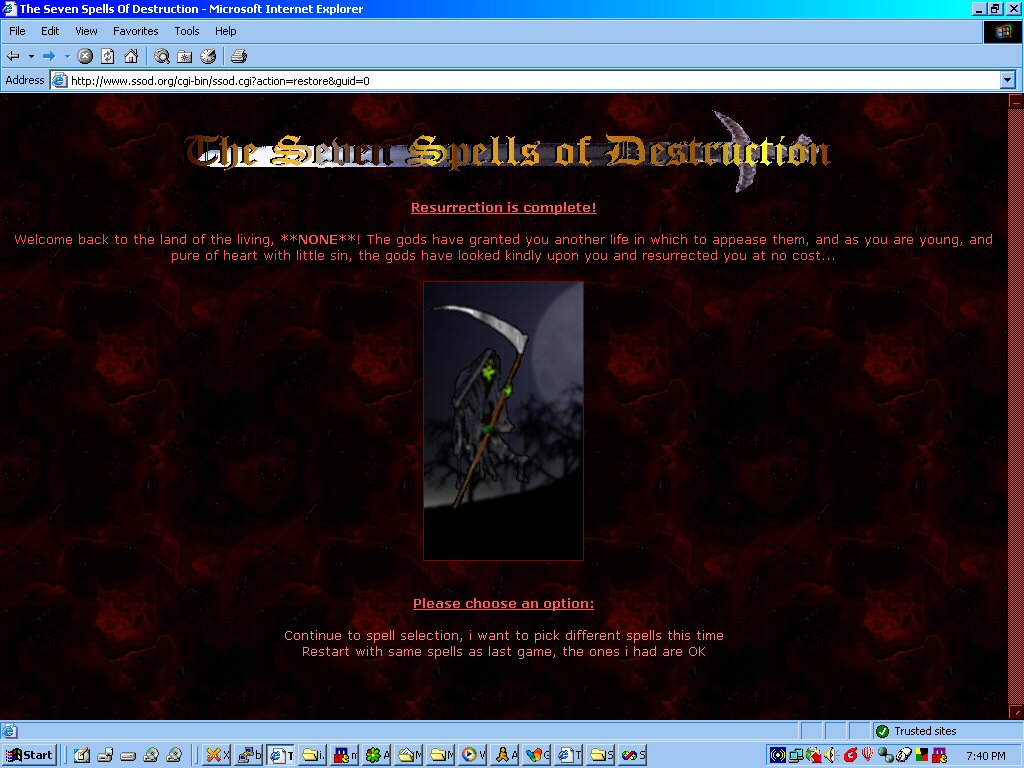 The Seven Spells Of Destruction - Microsoft Internet Explorer
File Edit View Favorites Tools Help
Address http://www.ssod.org/cgi-bin/ssod.cgi?action=restore&guid=0
The Seven Spells of Destruction
Resurrection is complete!
Welcome back to the land of the living, **NONE**! The gods have granted you another life in which to appease them, and as you are young, and
pure of heart with little sin, the gods have looked kindly upon you and resurrected you at no cost...
Please choose an option:
Continue to spell selection, i want to pick different spells this time
Restart with same spells as last game, the ones i had are OK
Trusted sites
Start X b T i. m A M M V A G T S S 7:40 PM